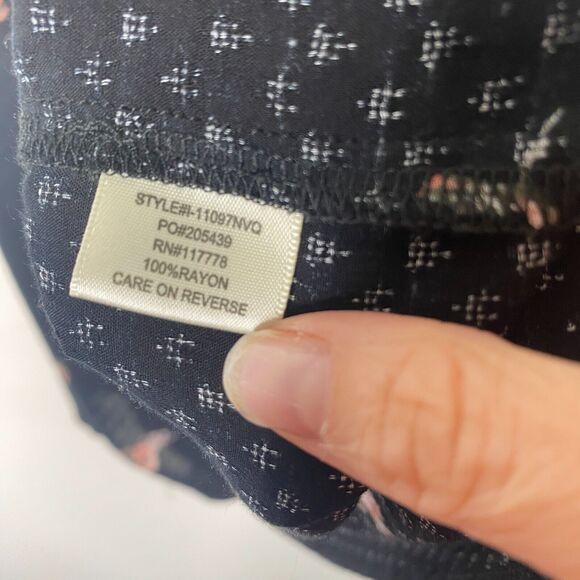 STYLE#I-11097NVQ
PO#205439
RN#117778
100%RAYON
CARE ON REVERSE